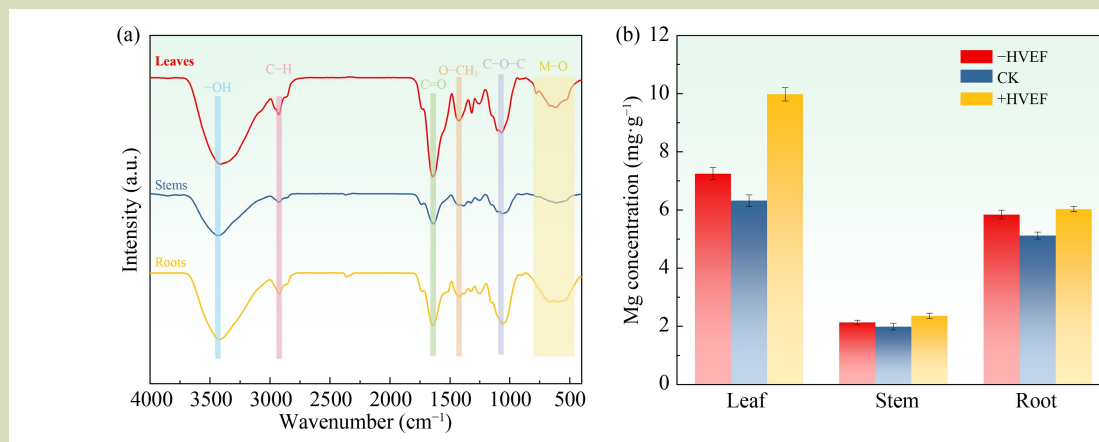 (a)
Leaves
−OH
C−H
C=O
O−CH₃
C−O−C
M−O
Stems
Roots
Intensity (a.u.)
4000 3500 3000 2500 2000 1500 1000 500
Wavenumber (cm⁻¹)
(b)
−HVEF
CK
+HVEF
12
10
8
6
4
2
0
Mg concentration (mg·g⁻¹)
Leaf Stem Root